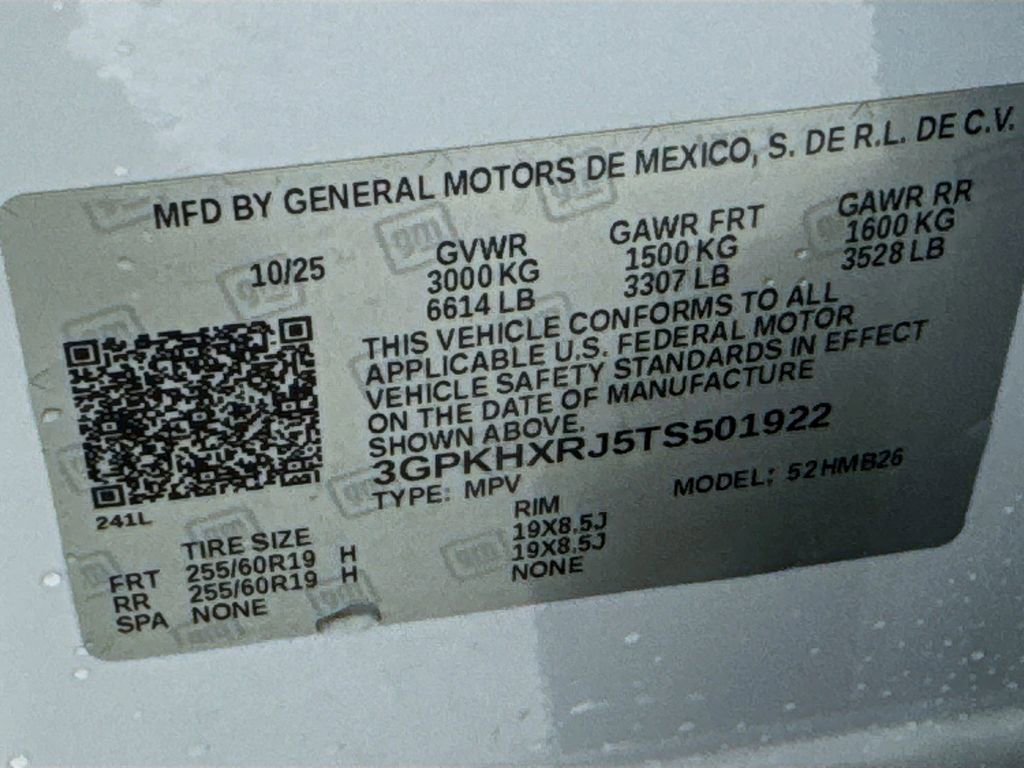 MFD BY GENERAL MOTORS DE MEXICO, S. DE R.L. DE C.V.
10/25 GVWR GAWR FRT GAWR RR
3000 KG 1500 KG 1600 KG
6614 LB 3307 LB 3528 LB
THIS VEHICLE CONFORMS TO ALL
APPLICABLE U.S. FEDERAL MOTOR
VEHICLE SAFETY STANDARDS IN EFFECT
ON THE DATE OF MANUFACTURE
SHOWN ABOVE.
3GPKHXRJ5TS501922
TYPE: MPV MODEL: 52HMB26
241L
TIRE SIZE RIM
FRT 255/60R19 H 19X8.5J
RR 255/60R19 H 19X8.5J
SPA NONE NONE